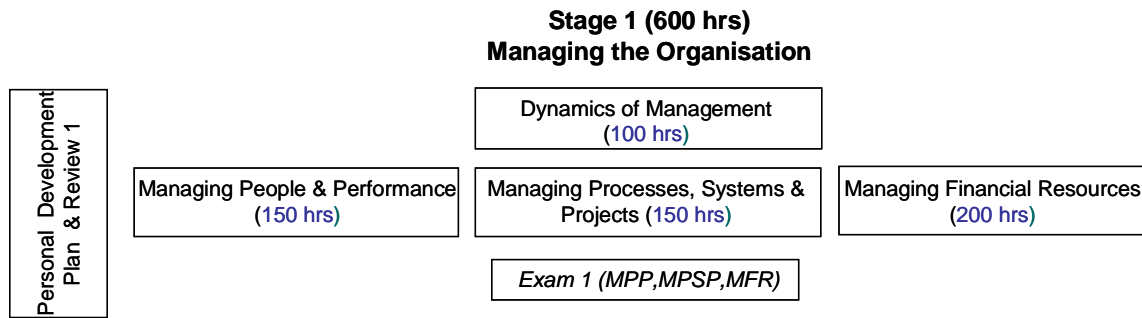 Stage 1 (600 hrs)
Managing the Organisation
Personal Development
Plan & Review 1
Dynamics of Management
(100 hrs)
Managing People & Performance
(150 hrs)
Managing Processes, Systems &
Projects (150 hrs)
Managing Financial Resources
(200 hrs)
Exam 1 (MPP,MPSP,MFR)